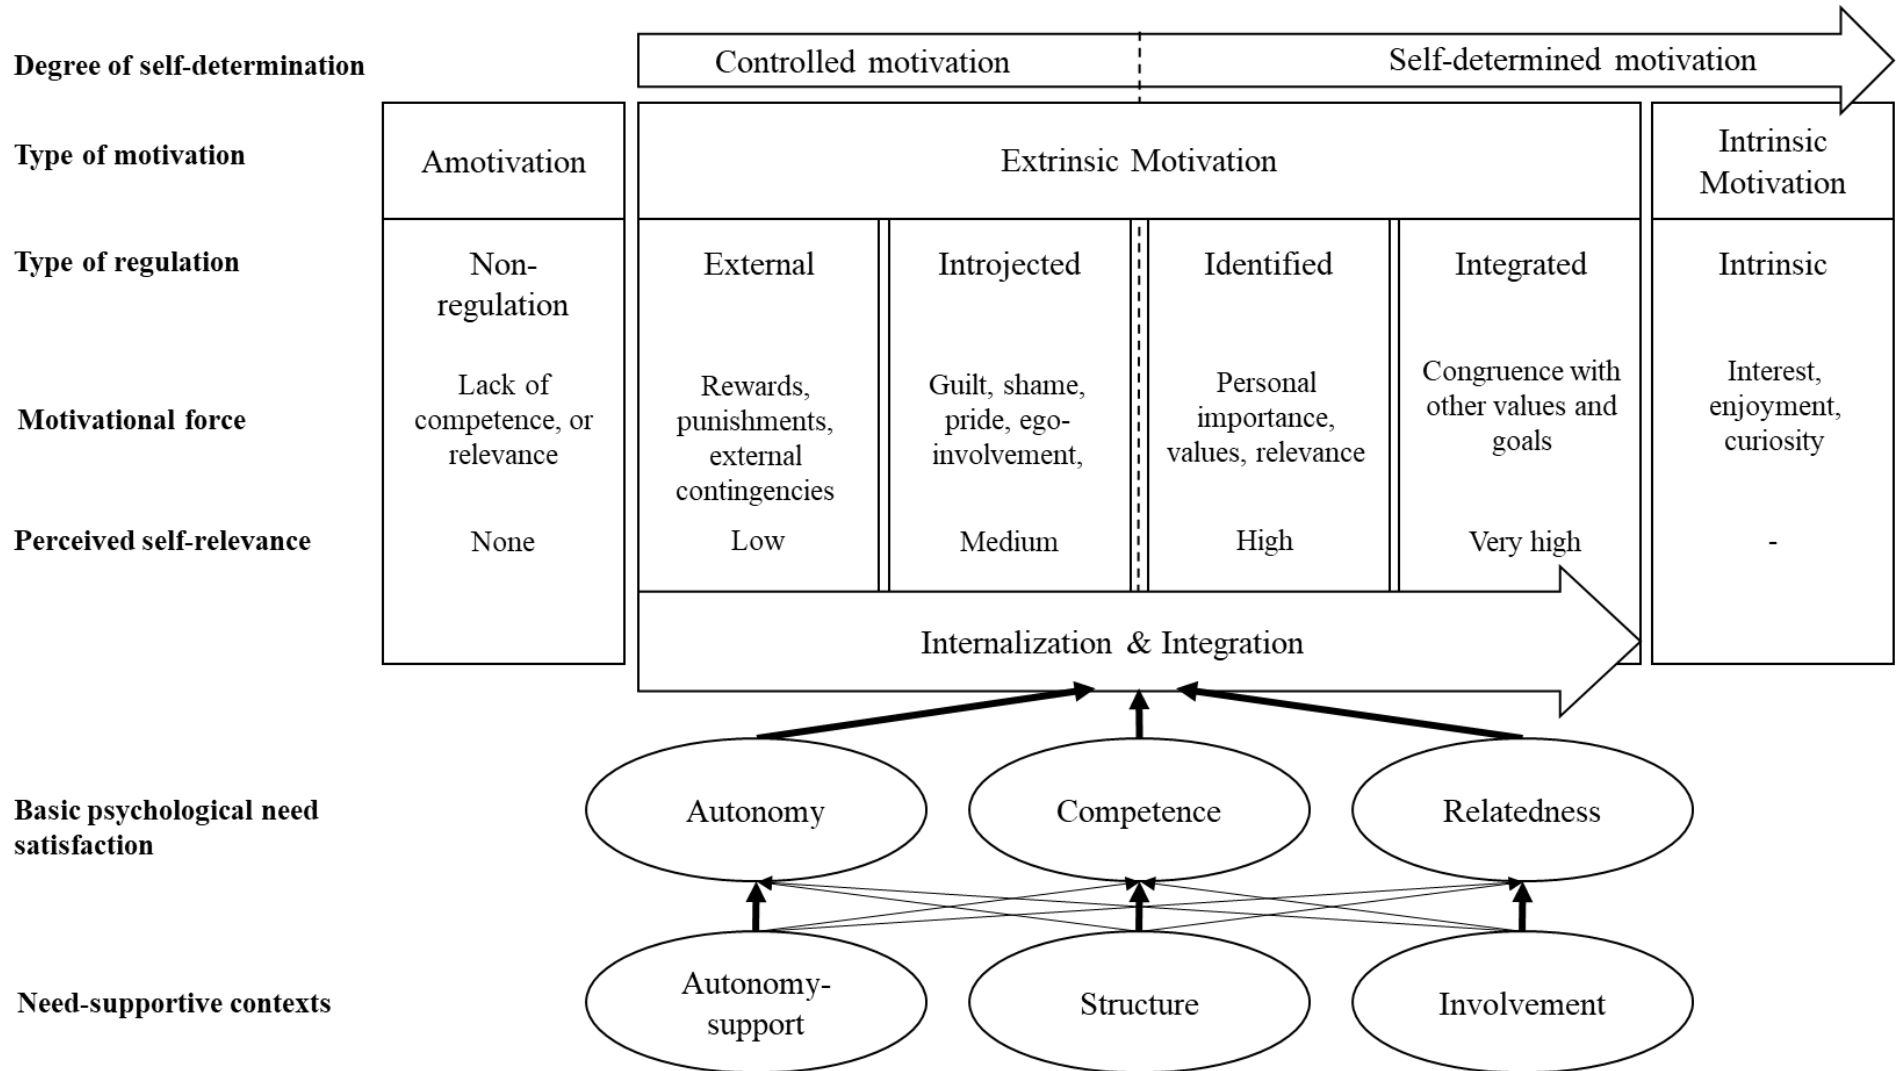 Degree of self-determination
Controlled motivation
Self-determined motivation
Type of motivation
Amotivation
Extrinsic Motivation
Intrinsic
Motivation
Type of regulation
Non-
regulation
External
Introjected
Identified
Integrated
Intrinsic
Motivational force
Lack of
competence, or
relevance
Rewards,
punishments,
external
contingencies
Guilt, shame,
pride, ego-
involvement,
Personal
importance,
values, relevance
Congruence with
other values and
goals
Interest,
enjoyment,
curiosity
Perceived self-relevance
None
Low
Medium
High
Very high
-
Internalization & Integration
Basic psychological need
satisfaction
Autonomy
Competence
Relatedness
Need-supportive contexts
Autonomy-
support
Structure
Involvement